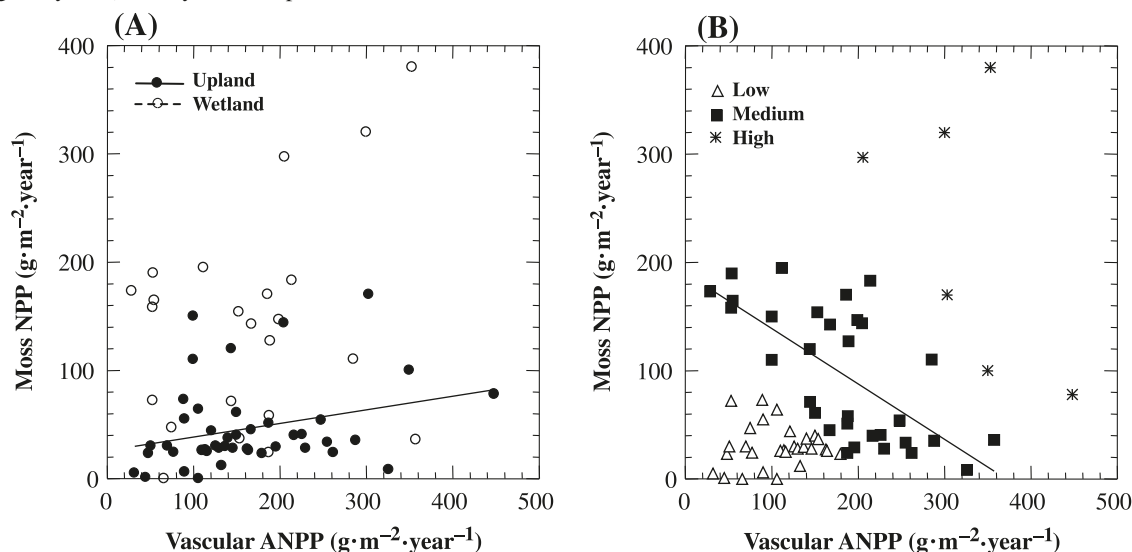 (A)
400
300
200
100
0
Moss NPP (g·m⁻²·year⁻¹)
Upland
Wetland
0 100 200 300 400 500
Vascular ANPP (g·m⁻²·year⁻¹)
(B)
400
300
200
100
0
Moss NPP (g·m⁻²·year⁻¹)
Low
Medium
High
0 100 200 300 400 500
Vascular ANPP (g·m⁻²·year⁻¹)